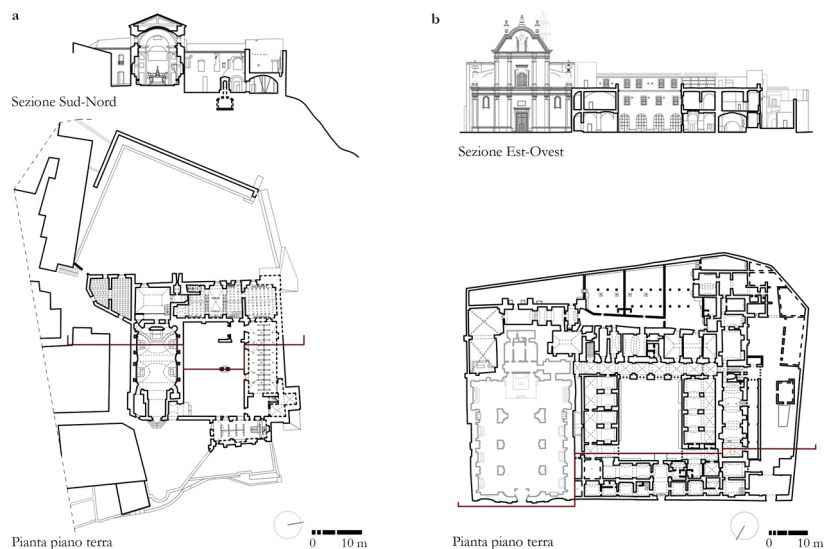 a
Sezione Sud-Nord
Pianta piano terra
0 10 m
b
Sezione Est-Ovest
Pianta piano terra
0 10 m